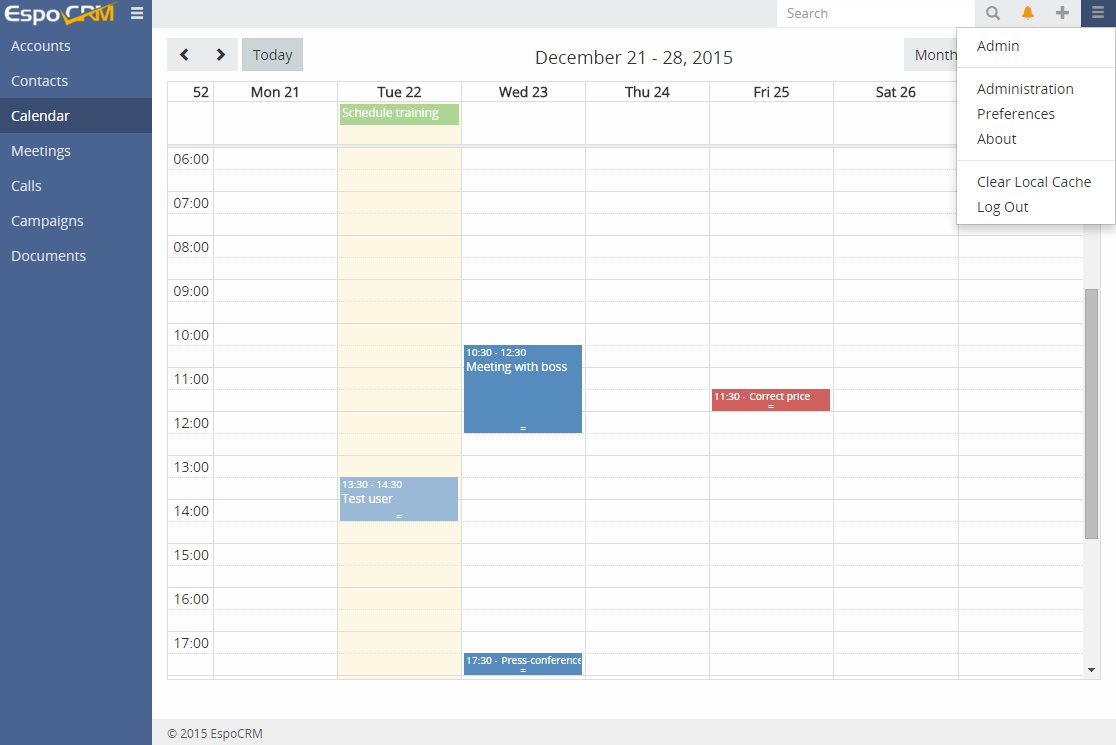 EspoCRM
Search
Accounts
Contacts
Calendar
Meetings
Calls
Campaigns
Documents
Today
December 21 - 28, 2015
Month
Admin
Administration
Preferences
About
Clear Local Cache
Log Out
52 Mon 21 Tue 22 Wed 23 Thu 24 Fri 25 Sat 26
Schedule training
06:00
07:00
08:00
09:00
10:00
10:30 - 12:30
Meeting with boss
11:00
11:30 - Correct price
12:00
13:00
13:30 - 14:30
Test user
14:00
15:00
16:00
17:00
17:30 - Press-conference
© 2015 EspoCRM